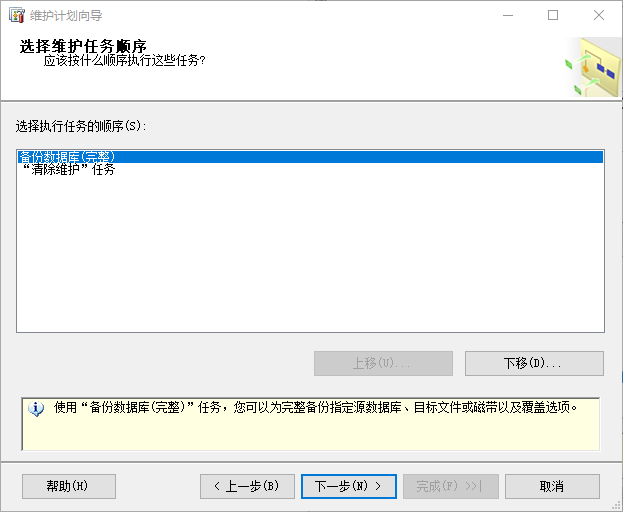 维护计划向导
选择维护任务顺序
应该按什么顺序执行这些任务?
选择执行任务的顺序(S):
备份数据库(完整)
“清除维护”任务
上移(U)...
下移(D)...
使用“备份数据库(完整)”任务，您可以为完整备份指定源数据库、目标文件或磁带以及覆盖选项。
帮助(H)
< 上一步(B)
下一步(N) >
完成(F) >>|
取消